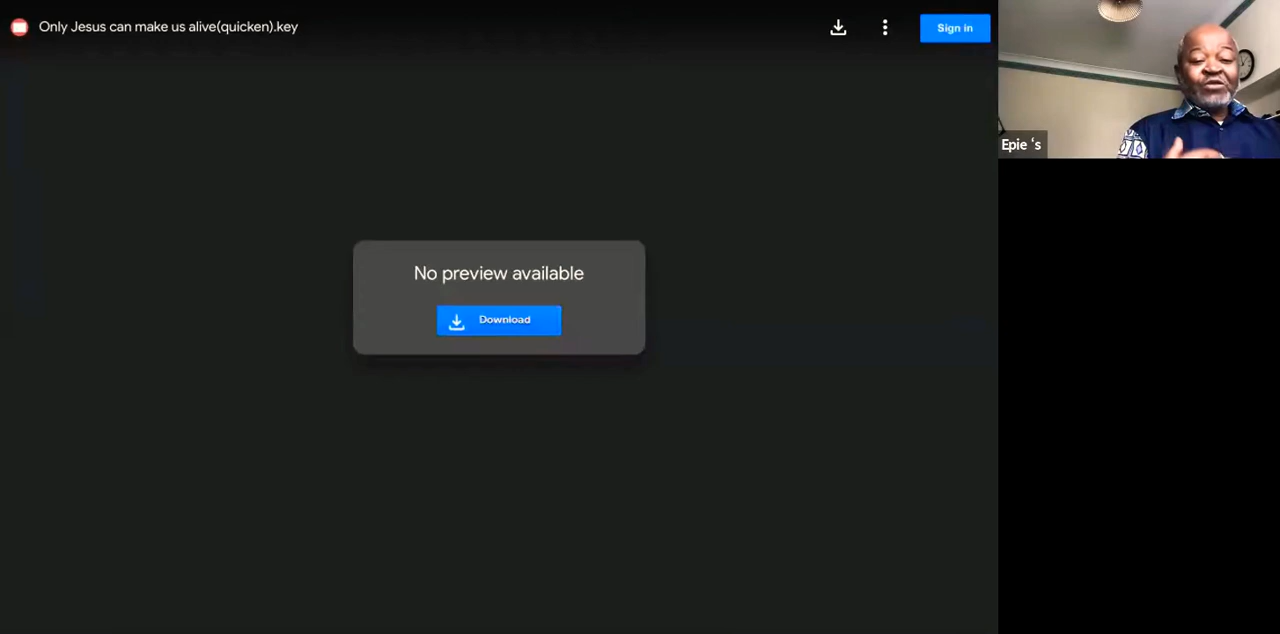 Only Jesus can make us alive(quicken).key
Sign in
Epie ‘s
No preview available
Download